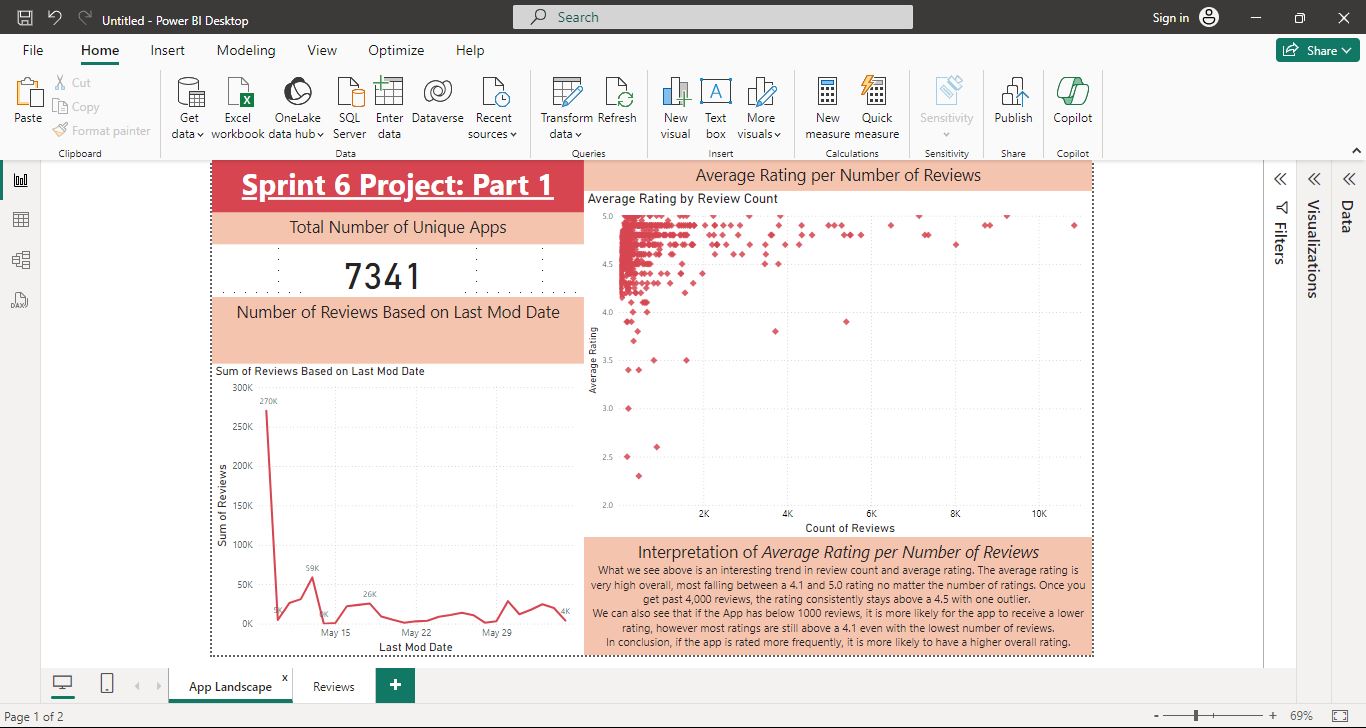 Untitled - Power BI Desktop
Search
Sign in
File Home Insert Modeling View Optimize Help
Share
Paste
Cut
Copy
Format painter
Clipboard
Get data
Excel workbook
OneLake data hub
SQL Server
Enter data
Dataverse
Recent sources
Data
Transform data
Refresh
Queries
New visual
Text box
More visuals
Insert
New measure
Quick measure
Calculations
Sensitivity
Sensitivity
Publish
Share
Copilot
Copilot
Sprint 6 Project: Part 1
Total Number of Unique Apps
7341
Number of Reviews Based on Last Mod Date
Sum of Reviews Based on Last Mod Date
Sum of Reviews
300K
250K
200K
150K
100K
50K
0K
270K
59K
26K
4K
May 15 May 22 May 29
Last Mod Date
Average Rating per Number of Reviews
Average Rating by Review Count
Average Rating
5.0
4.5
4.0
3.5
3.0
2.5
2.0
2K 4K 6K 8K 10K
Count of Reviews
Interpretation of Average Rating per Number of Reviews
What we see above is an interesting trend in review count and average rating. The average rating is
very high overall, most falling between a 4.1 and 5.0 rating no matter the number of ratings. Once you
get past 4,000 reviews, the rating consistently stays above a 4.5 with one outlier.
We can also see that if the App has below 1000 reviews, it is more likely for the app to receive a lower
rating, however most ratings are still above a 4.1 even with the lowest number of reviews.
In conclusion, if the app is rated more frequently, it is more likely to have a higher overall rating.
Filters
Visualizations
Data
DAX
App Landscape
x
Reviews
+
Page 1 of 2
- + 69%